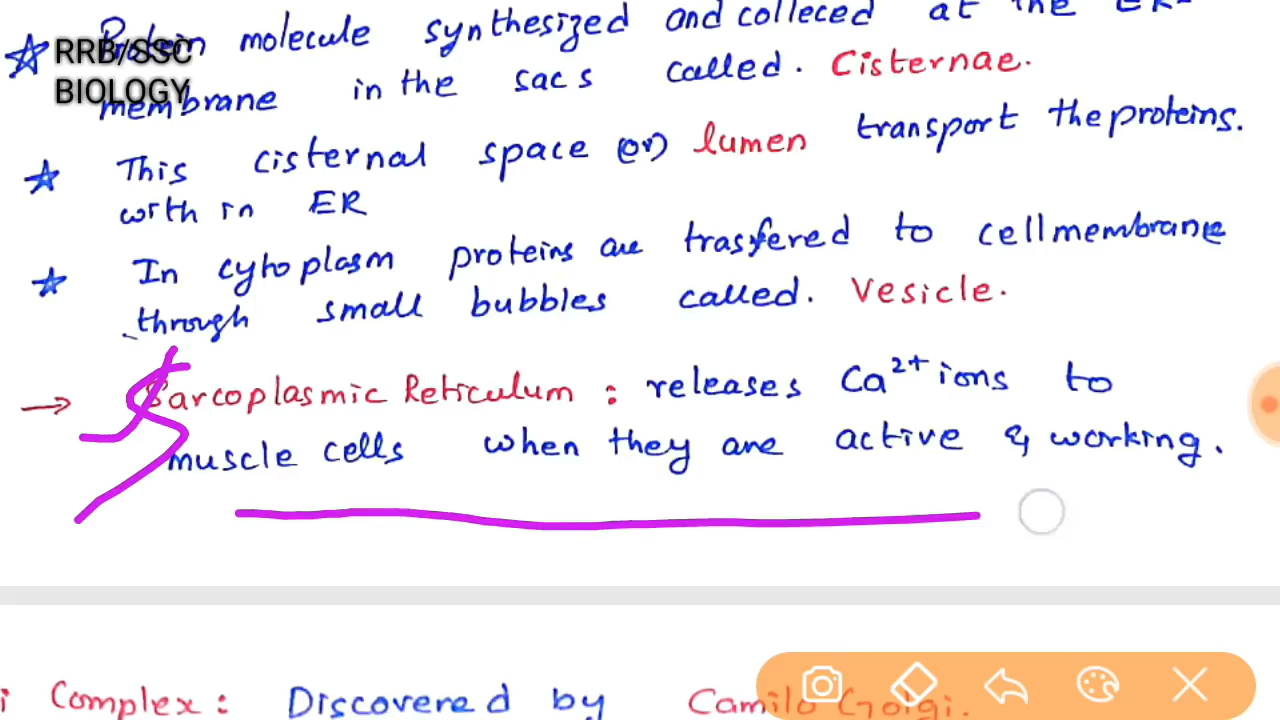 Protein molecule synthesized and colleced at the ER-
RRB/SSC
BIOLOGY
membrane in the sacs called. Cisternae.
This cisternal space (or) lumen transport the proteins.
with in ER
In cytoplasm proteins are trasfered to cellmembrane
through small bubbles called. Vesicle.
→ Sarcoplasmic Reticulum : releases Ca²⁺ ions to
muscle cells when they are active & working.
i Complex : Discovered by Camilo Golgi.